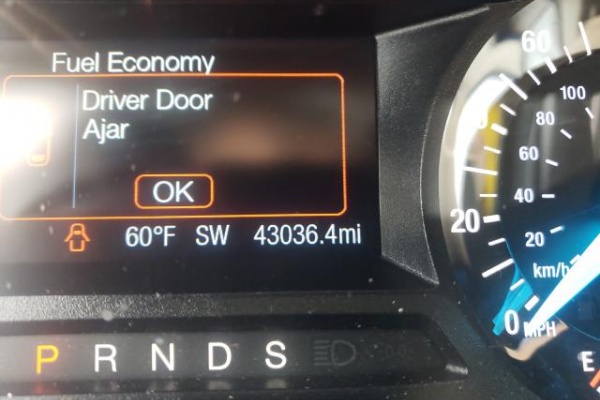 Fuel Economy
Driver Door
Ajar
OK
60°F SW 43036.4mi
P R N D S
60
20
0 MPH
100
80
60
40
20
km/h
E